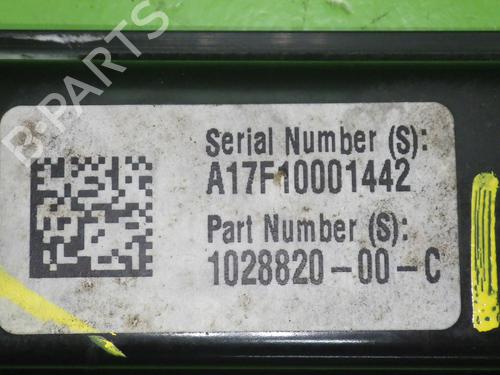 B-PARTS
Serial Number (S):
A17F10001442
Part Number (S):
1028820-00-C